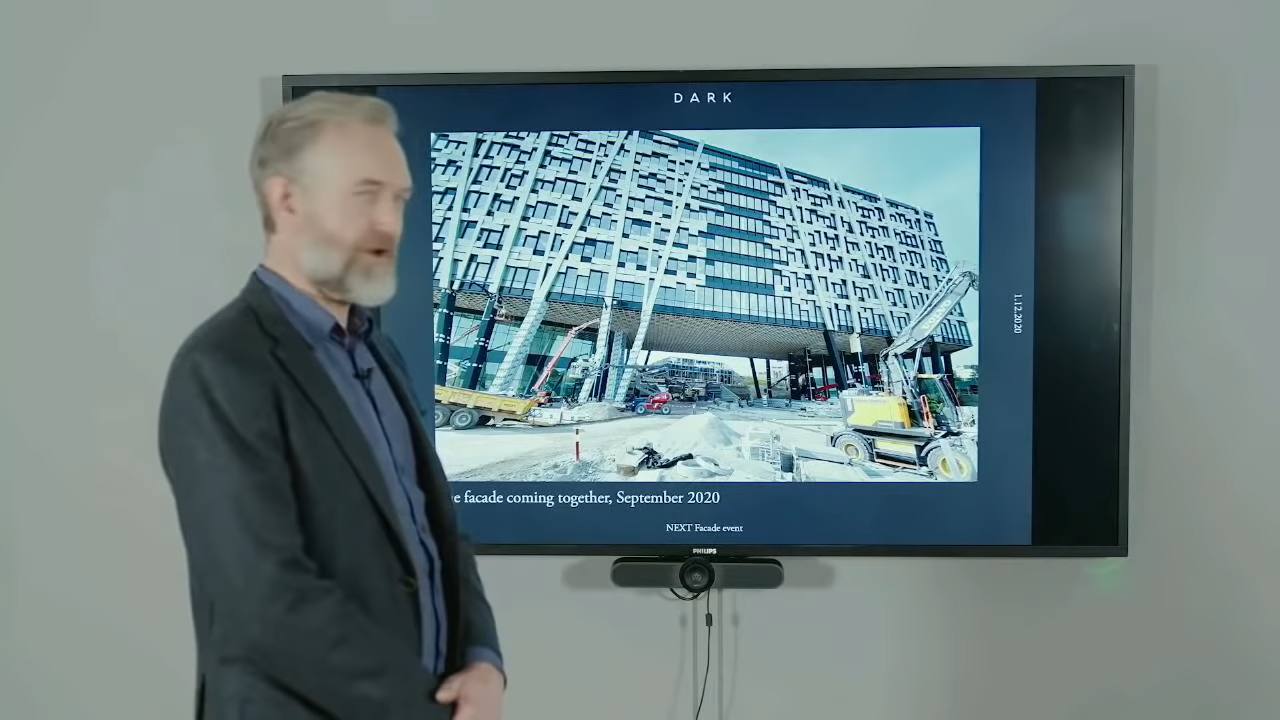 DARK
1.12.2020
facade coming together, September 2020
NEXT Facade event
PHILIPS